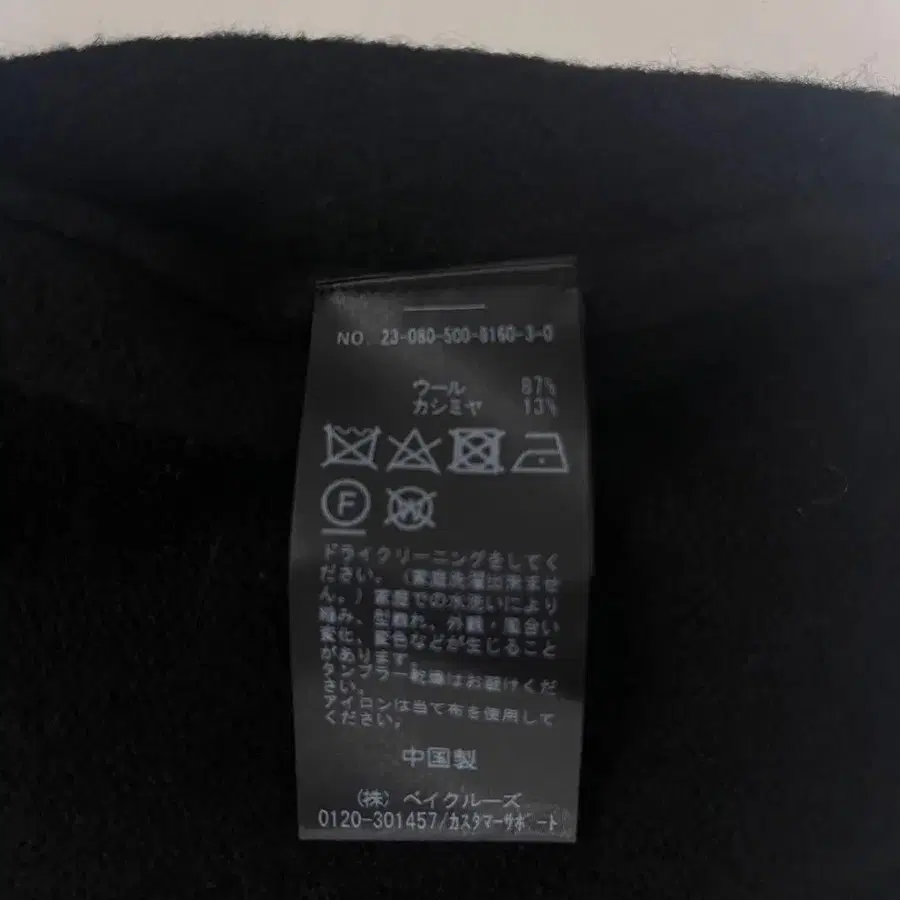 NO. 23-080-500-8160-3-0
ウール 87%
カシミヤ 13%
F
W
ドライクリーニングをしてく
ださい。(家庭洗濯は出来ませ
ん。)家庭での水洗いにより
縮み、型崩れ、外観・風合い
変化、変色などが生じること
があります。
タンブラー乾燥はお避けくだ
さい。
アイロンは当て布を使用して
ください。
中国製
(株)ベイクルーズ
0120-301457/カスタマーサポート